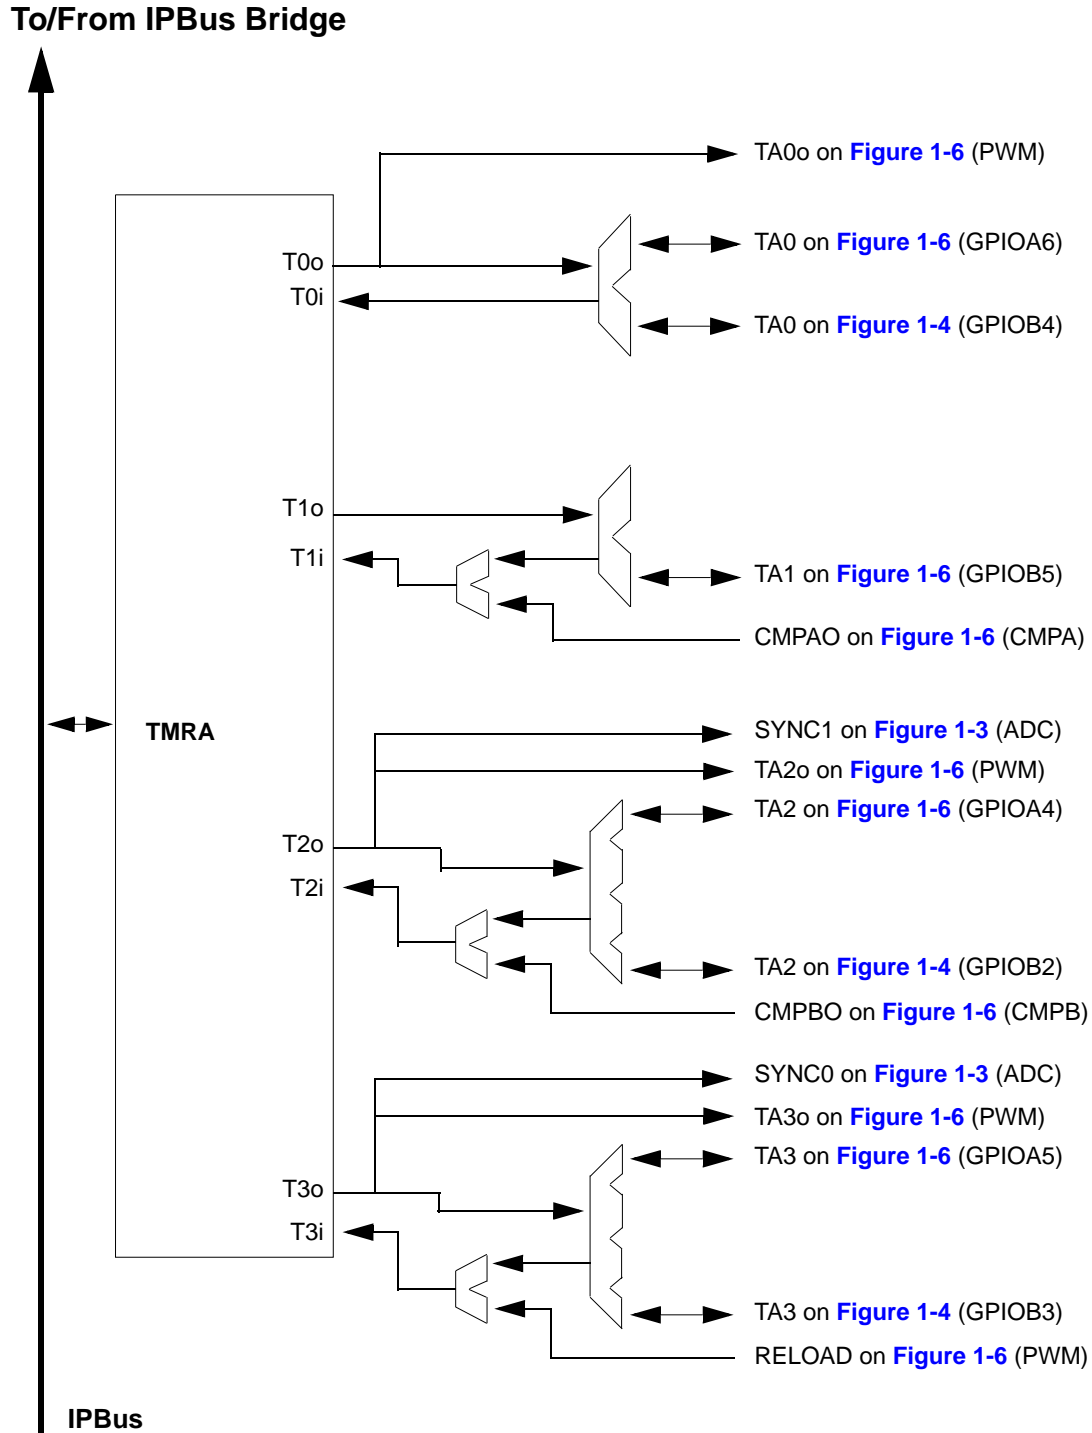 To/From IPBus Bridge
TA0o on Figure 1-6 (PWM)
TA0 on Figure 1-6 (GPIOA6)
T0o
T0i
TA0 on Figure 1-4 (GPIOB4)
T1o
T1i
TA1 on Figure 1-6 (GPIOB5)
CMPAO on Figure 1-6 (CMPA)
TMRA
SYNC1 on Figure 1-3 (ADC)
TA2o on Figure 1-6 (PWM)
TA2 on Figure 1-6 (GPIOA4)
T2o
T2i
TA2 on Figure 1-4 (GPIOB2)
CMPBO on Figure 1-6 (CMPB)
SYNC0 on Figure 1-3 (ADC)
TA3o on Figure 1-6 (PWM)
TA3 on Figure 1-6 (GPIOA5)
T3o
T3i
TA3 on Figure 1-4 (GPIOB3)
RELOAD on Figure 1-6 (PWM)
IPBus